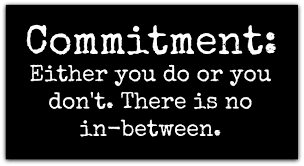 Commitment:
Either you do or you
don't. There is no
in-between.